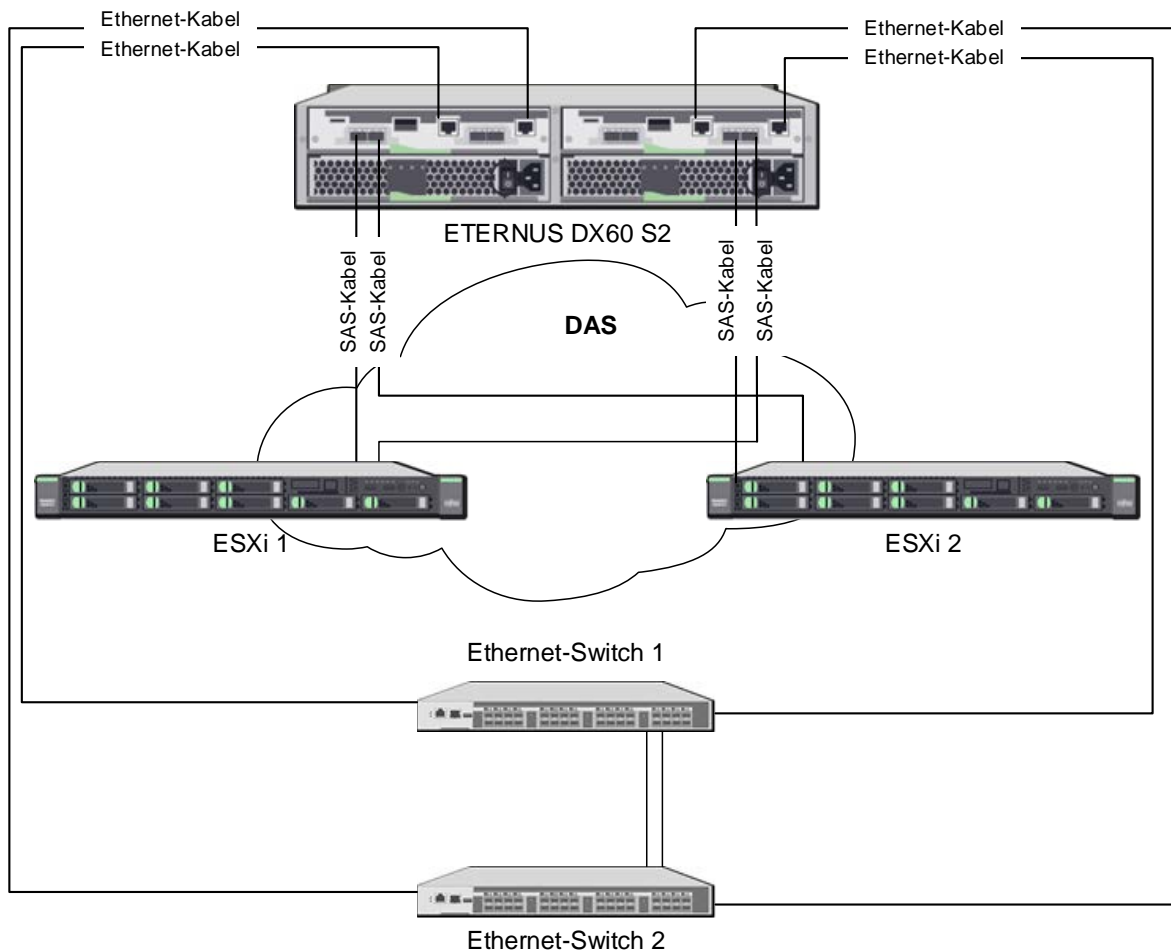 Ethernet-Kabel
Ethernet-Kabel
Ethernet-Kabel
Ethernet-Kabel
ETERNUS DX60 S2
SAS-Kabel
SAS-Kabel
SAS-Kabel
SAS-Kabel
DAS
ESXi 1
ESXi 2
Ethernet-Switch 1
Ethernet-Switch 2